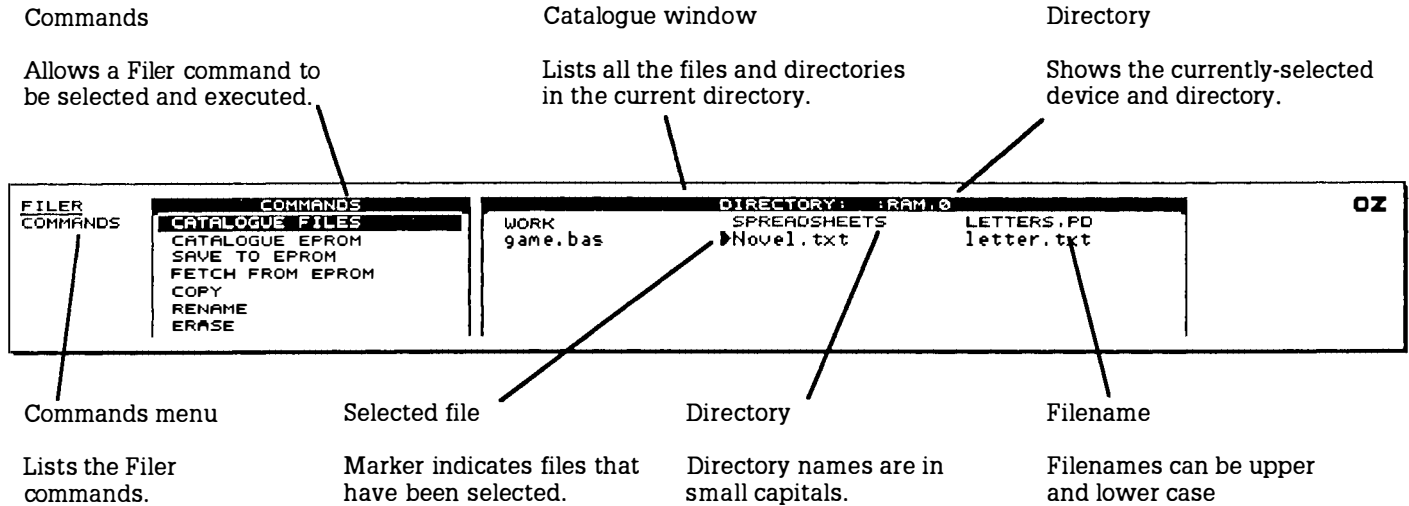 Commands
Allows a Filer command to
be selected and executed.
Catalogue window
Lists all the files and directories
in the current directory.
Directory
Shows the currently-selected
device and directory.
FILER
COMMANDS
COMMANDS
CATALOGUE FILES
CATALOGUE EPROM
SAVE TO EPROM
FETCH FROM EPROM
COPY
RENAME
ERASE
DIRECTORY: :RAM.0
WORK SPREADSHEETS LETTERS.PD
game.bas Novel.txt letter.txt
OZ
Commands menu
Lists the Filer
commands.
Selected file
Marker indicates files that
have been selected.
Directory
Directory names are in
small capitals.
Filename
Filenames can be upper
and lower case